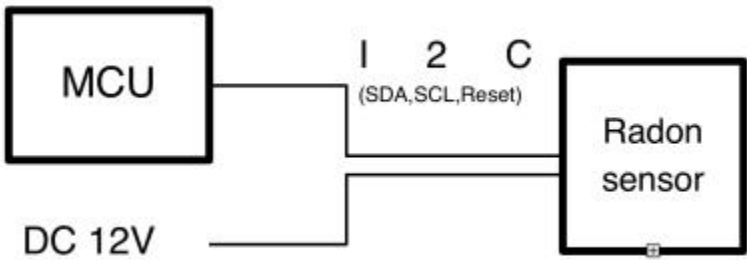 MCU
I 2 C
(SDA,SCL,Reset)
Radon
sensor
DC 12V